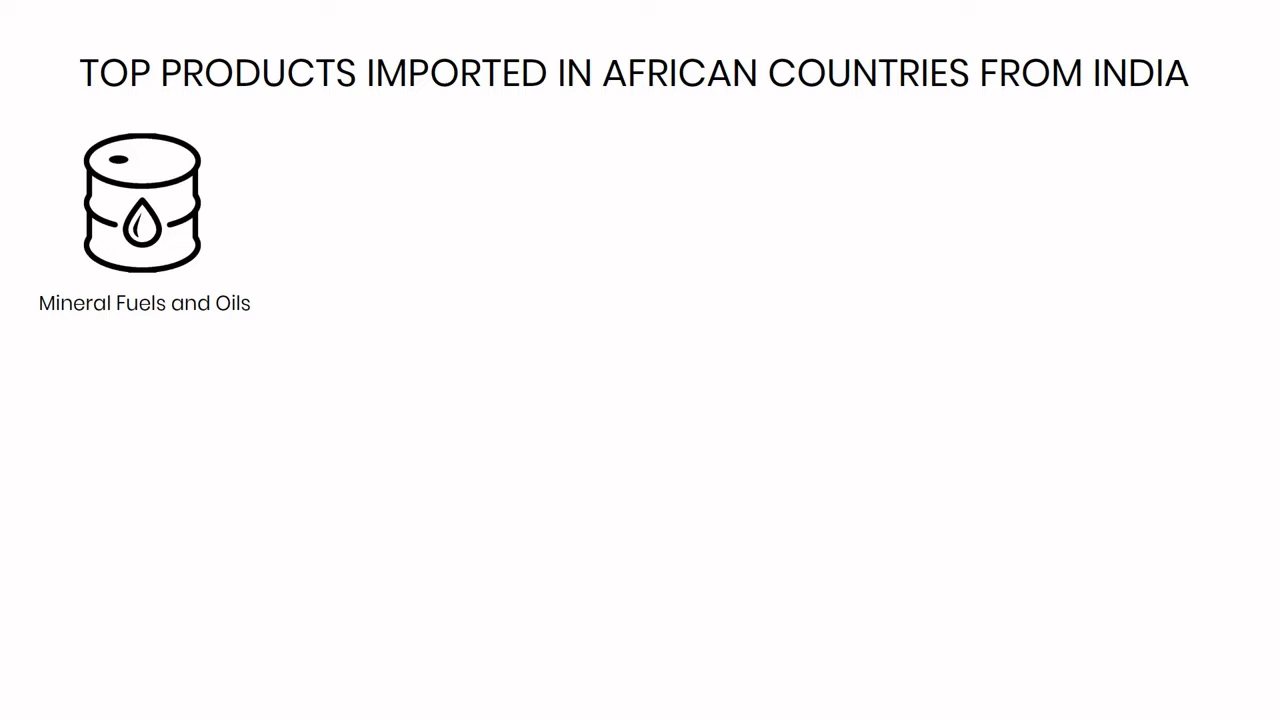 TOP PRODUCTS IMPORTED IN AFRICAN COUNTRIES FROM INDIA
Mineral Fuels and Oils